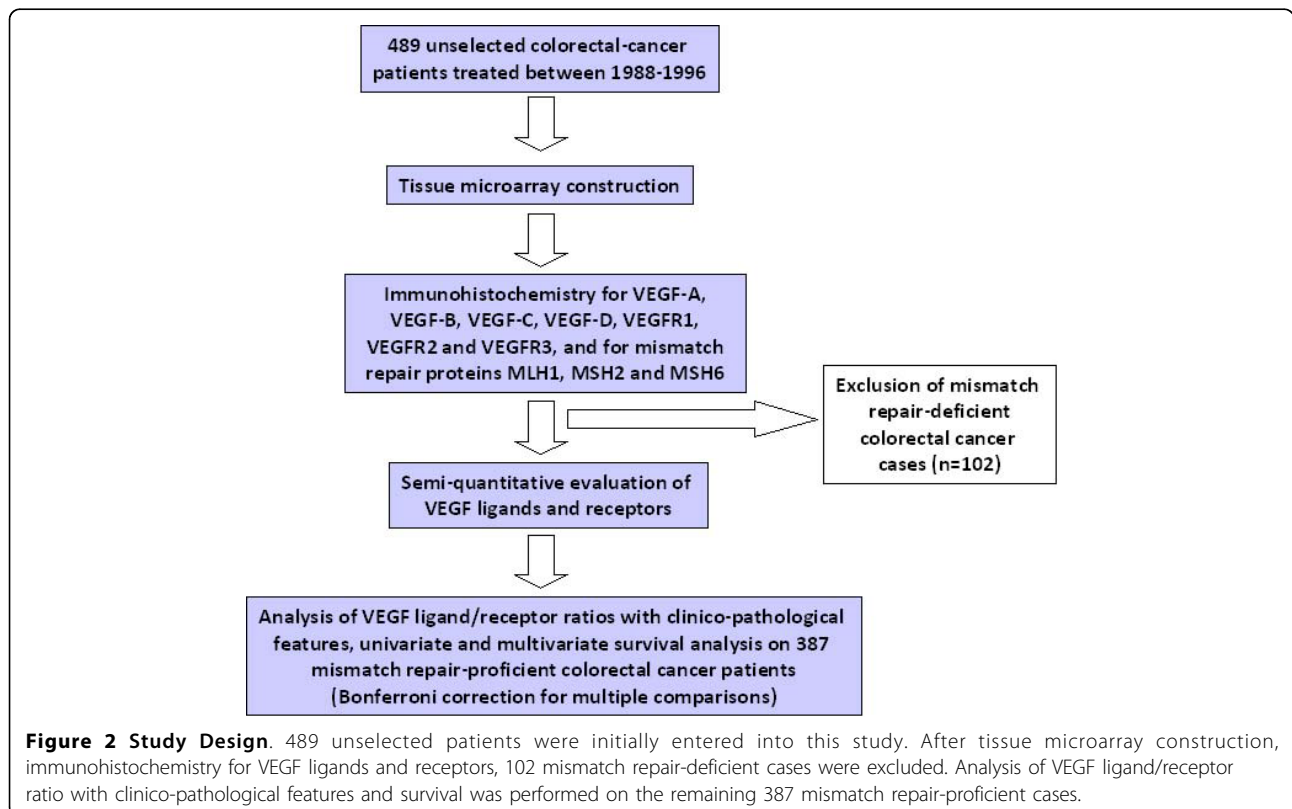 489 unselected colorectal-cancer
patients treated between 1988-1996
Tissue microarray construction
Immunohistochemistry for VEGF-A,
VEGF-B, VEGF-C, VEGF-D, VEGFR1,
VEGFR2 and VEGFR3, and for mismatch
repair proteins MLH1, MSH2 and MSH6
Exclusion of mismatch
repair-deficient
colorectal cancer
cases (n=102)
Semi-quantitative evaluation of
VEGF ligands and receptors
Analysis of VEGF ligand/receptor ratios with clinico-pathological
features, univariate and multivariate survival analysis on 387
mismatch repair-proficient colorectal cancer patients
(Bonferroni correction for multiple comparisons)
Figure 2 Study Design. 489 unselected patients were initially entered into this study. After tissue microarray construction,
immunohistochemistry for VEGF ligands and receptors, 102 mismatch repair-deficient cases were excluded. Analysis of VEGF ligand/receptor
ratio with clinico-pathological features and survival was performed on the remaining 387 mismatch repair-proficient cases.